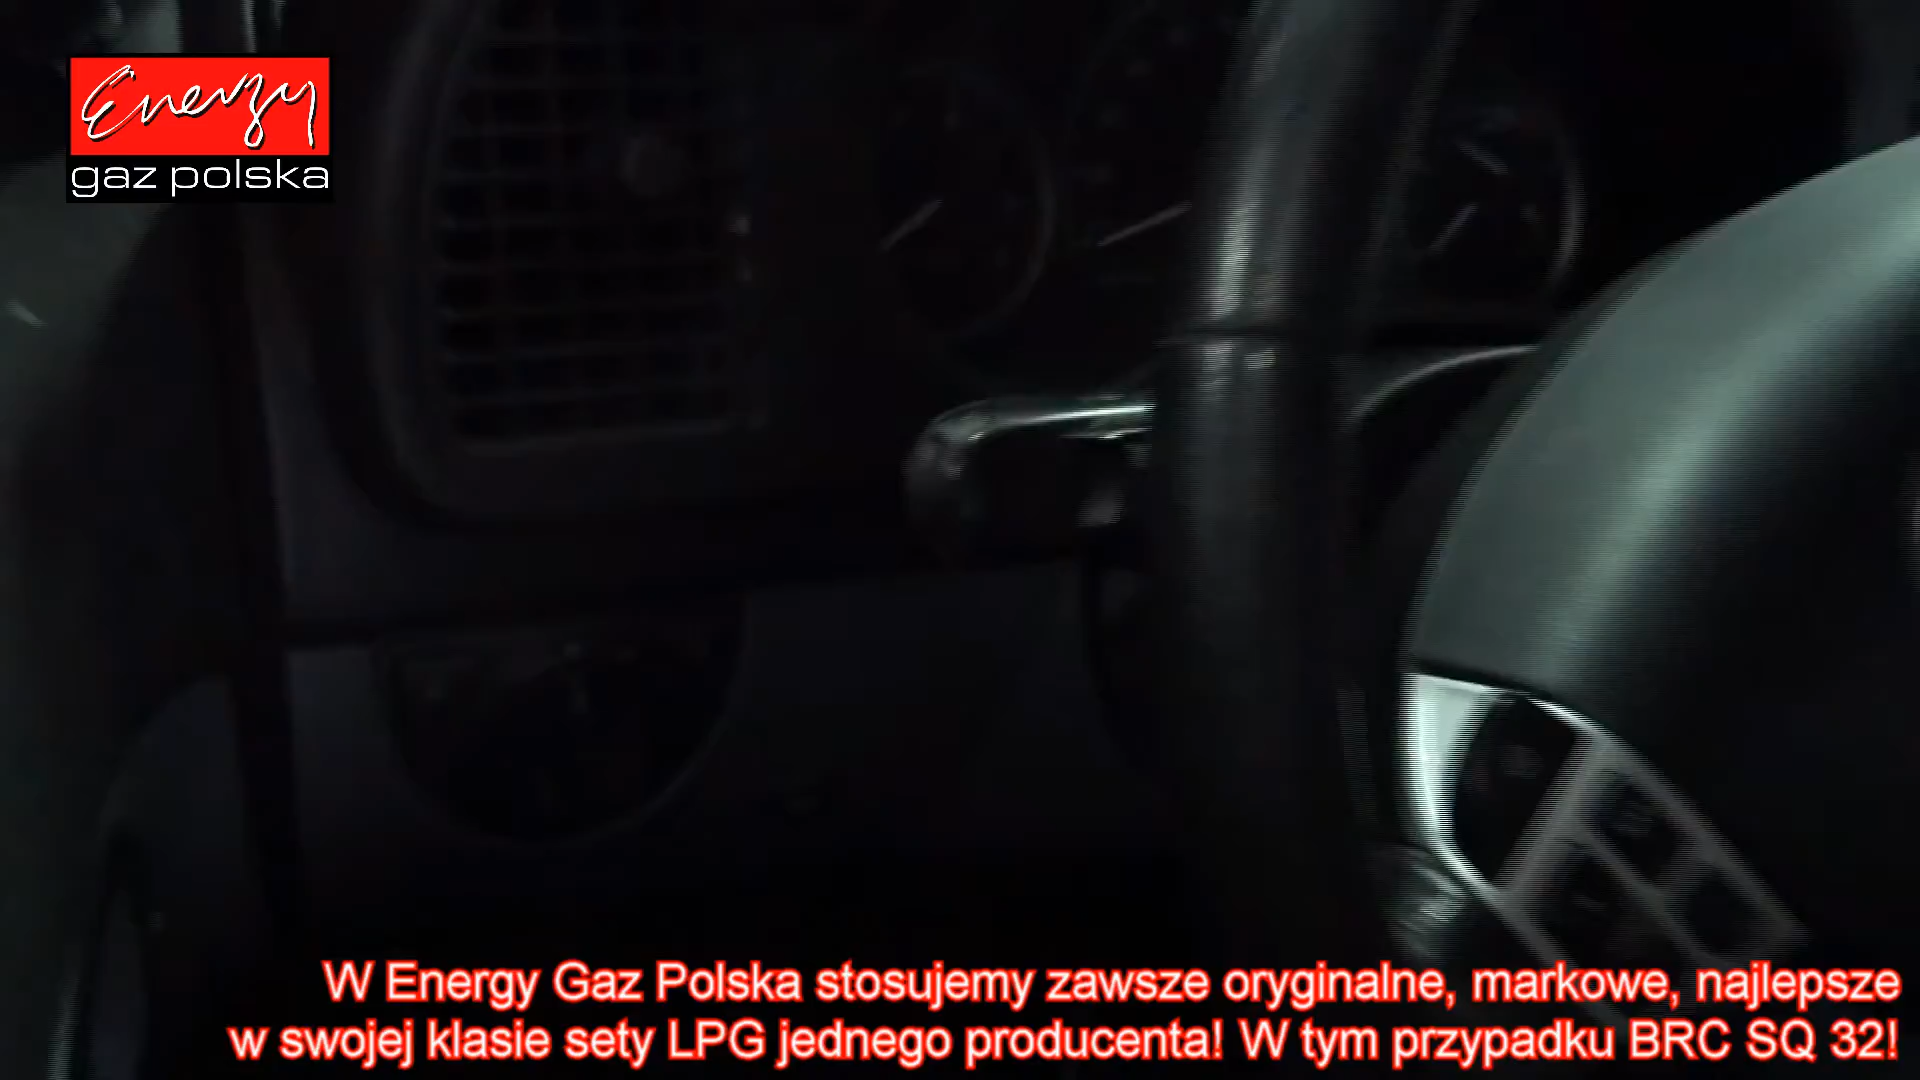 Energy
gaz polska
W Energy Gaz Polska stosujemy zawsze oryginalne, markowe, najlepsze
w swojej klasie sety LPG jednego producenta! W tym przypadku BRC SQ 32!